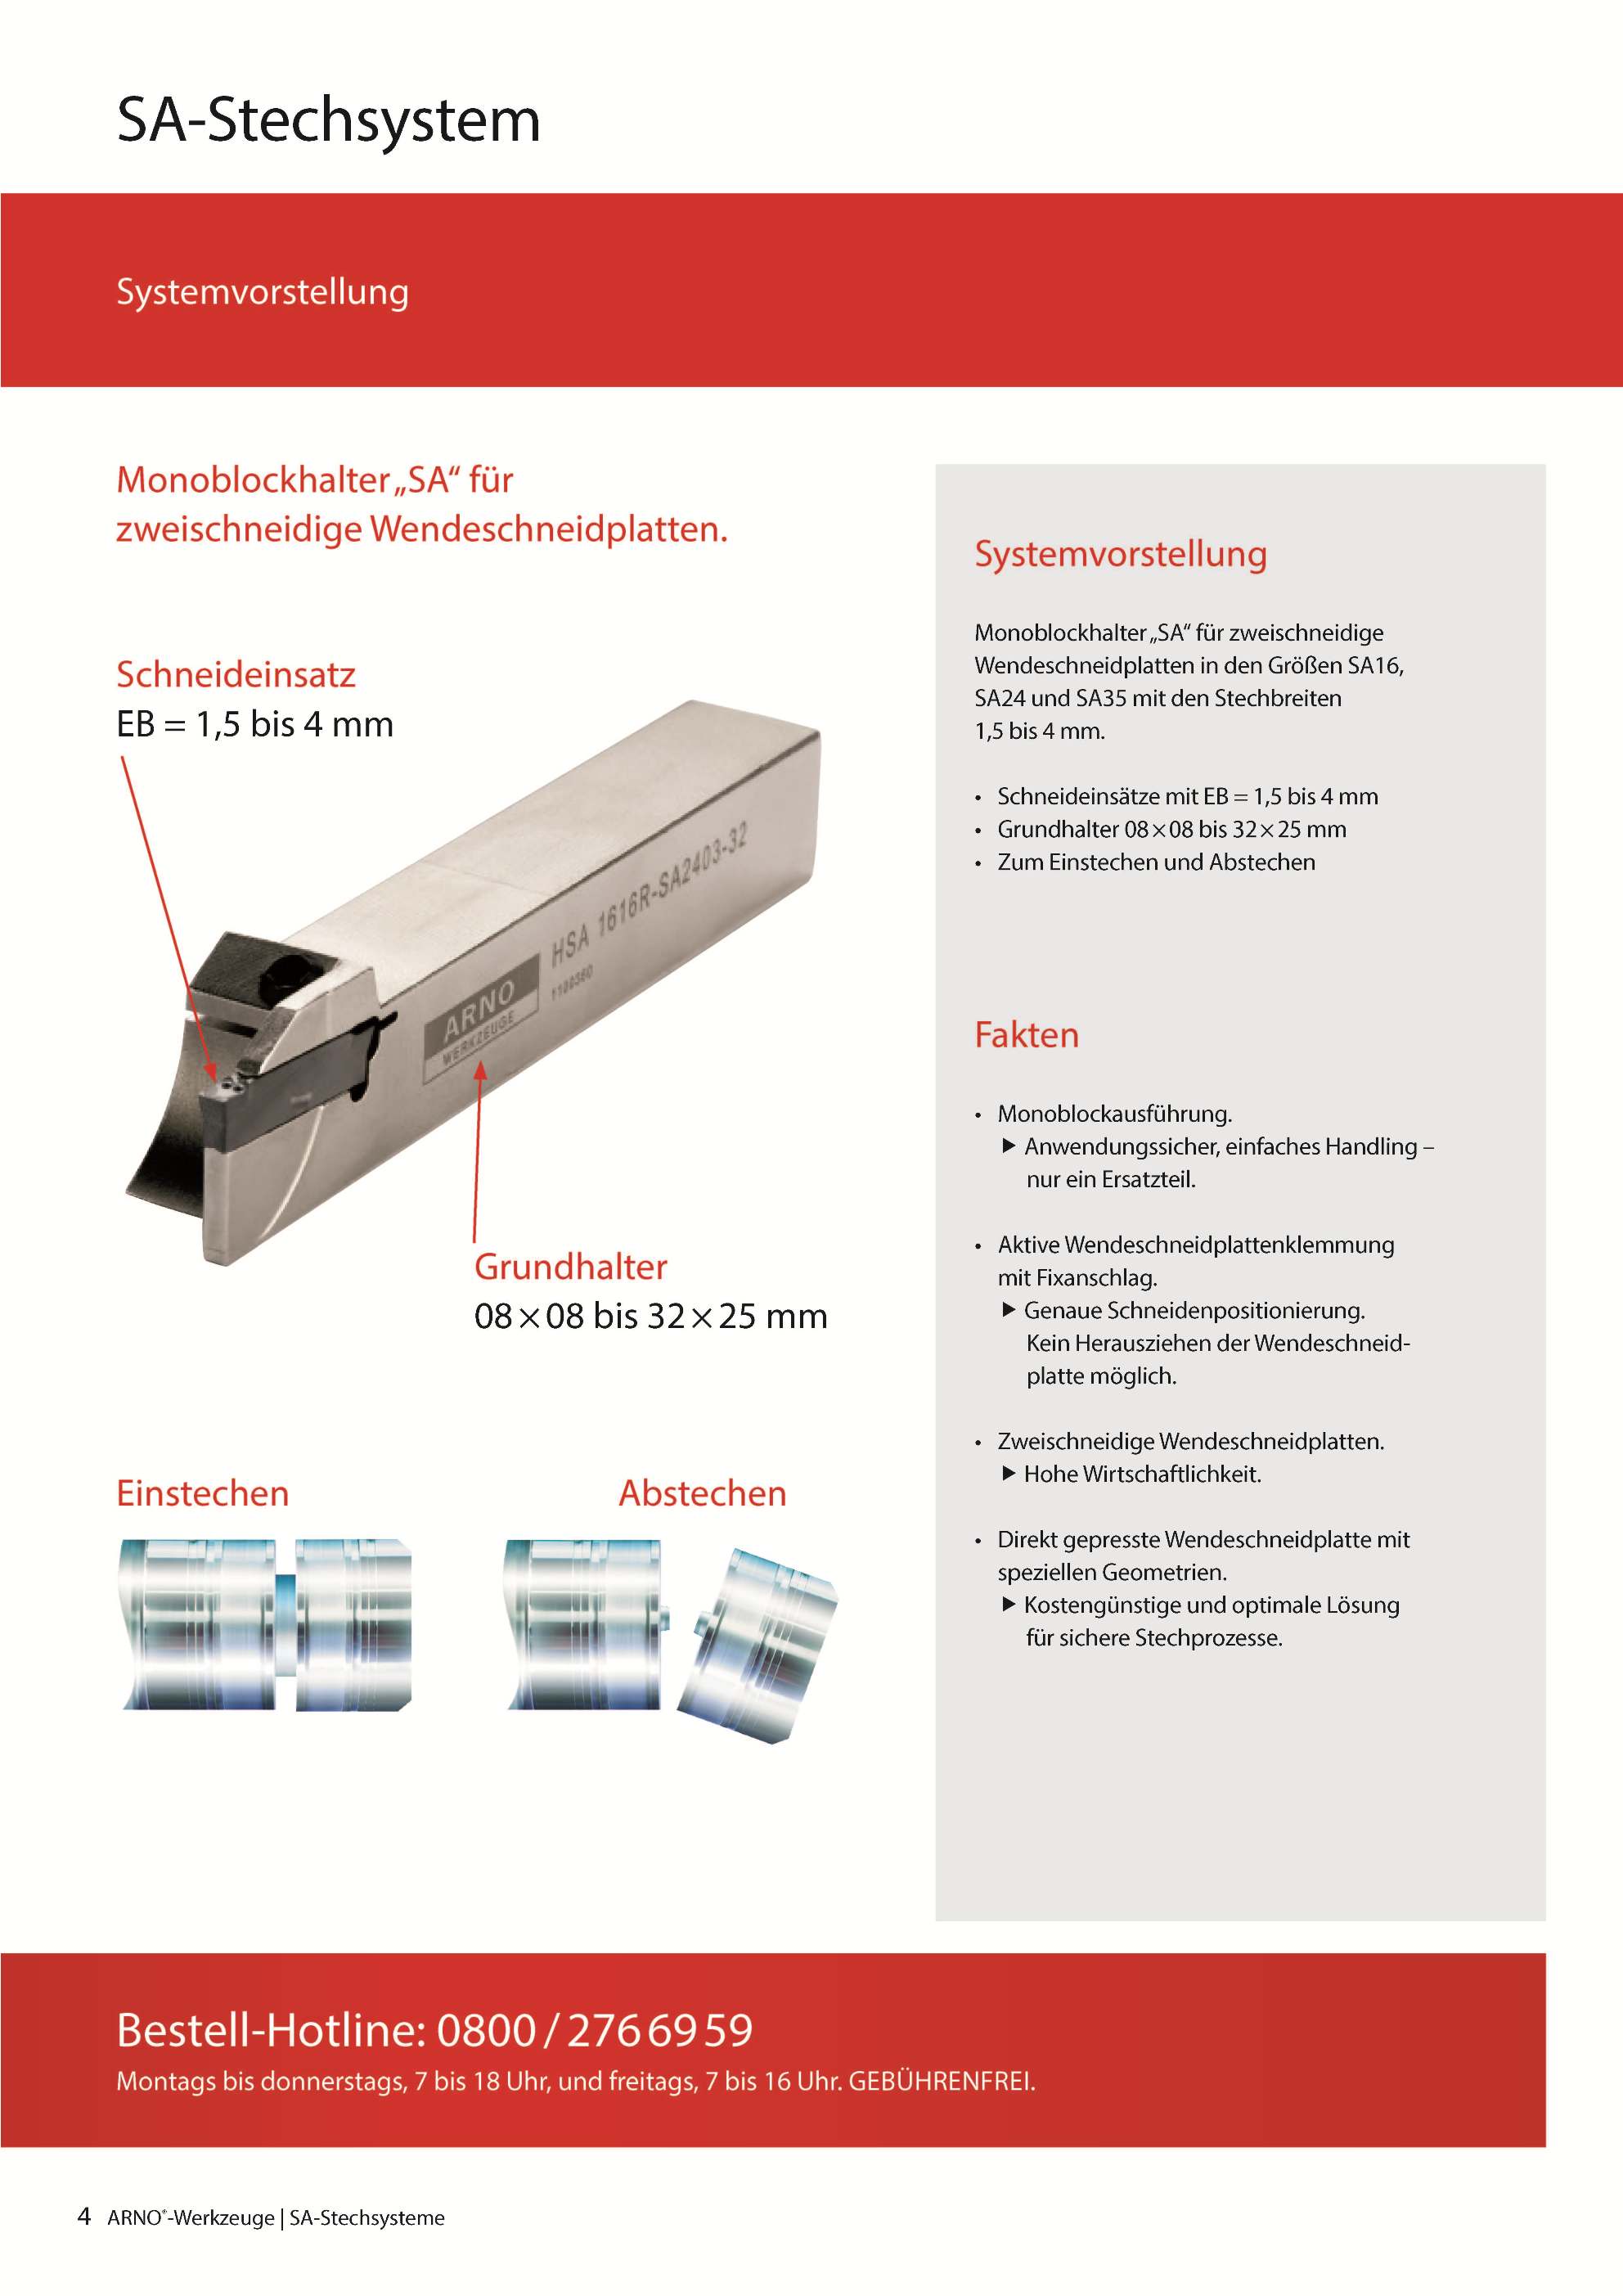 SA-Stechsystem
Systemvorstellung
Monoblockhalter „SA“ für
zweischneidige Wendeschneidplatten.
Schneideinsatz
EB = 1,5 bis 4 mm
HSA 1616R-SA2403-32
1100360
ARNO
WERKZEUGE
Grundhalter
08 × 08 bis 32 × 25 mm
Einstechen
Abstechen
Systemvorstellung
Monoblockhalter „SA“ für zweischneidige
Wendeschneidplatten in den Größen SA16,
SA24 und SA35 mit den Stechbreiten
1,5 bis 4 mm.
• Schneideinsätze mit EB = 1,5 bis 4 mm
• Grundhalter 08 × 08 bis 32 × 25 mm
• Zum Einstechen und Abstechen
Fakten
• Monoblockausführung.
▶ Anwendungssicher, einfaches Handling –
nur ein Ersatzteil.
• Aktive Wendeschneidplattenklemmung
mit Fixanschlag.
▶ Genaue Schneidenpositionierung.
Kein Herausziehen der Wendeschneid-
platte möglich.
• Zweischneidige Wendeschneidplatten.
▶ Hohe Wirtschaftlichkeit.
• Direkt gepresste Wendeschneidplatte mit
speziellen Geometrien.
▶ Kostengünstige und optimale Lösung
für sichere Stechprozesse.
Bestell-Hotline: 0800 / 276 69 59
Montags bis donnerstags, 7 bis 18 Uhr, und freitags, 7 bis 16 Uhr. GEBÜHRENFREI.
4 ARNO®-Werkzeuge | SA-Stechsysteme